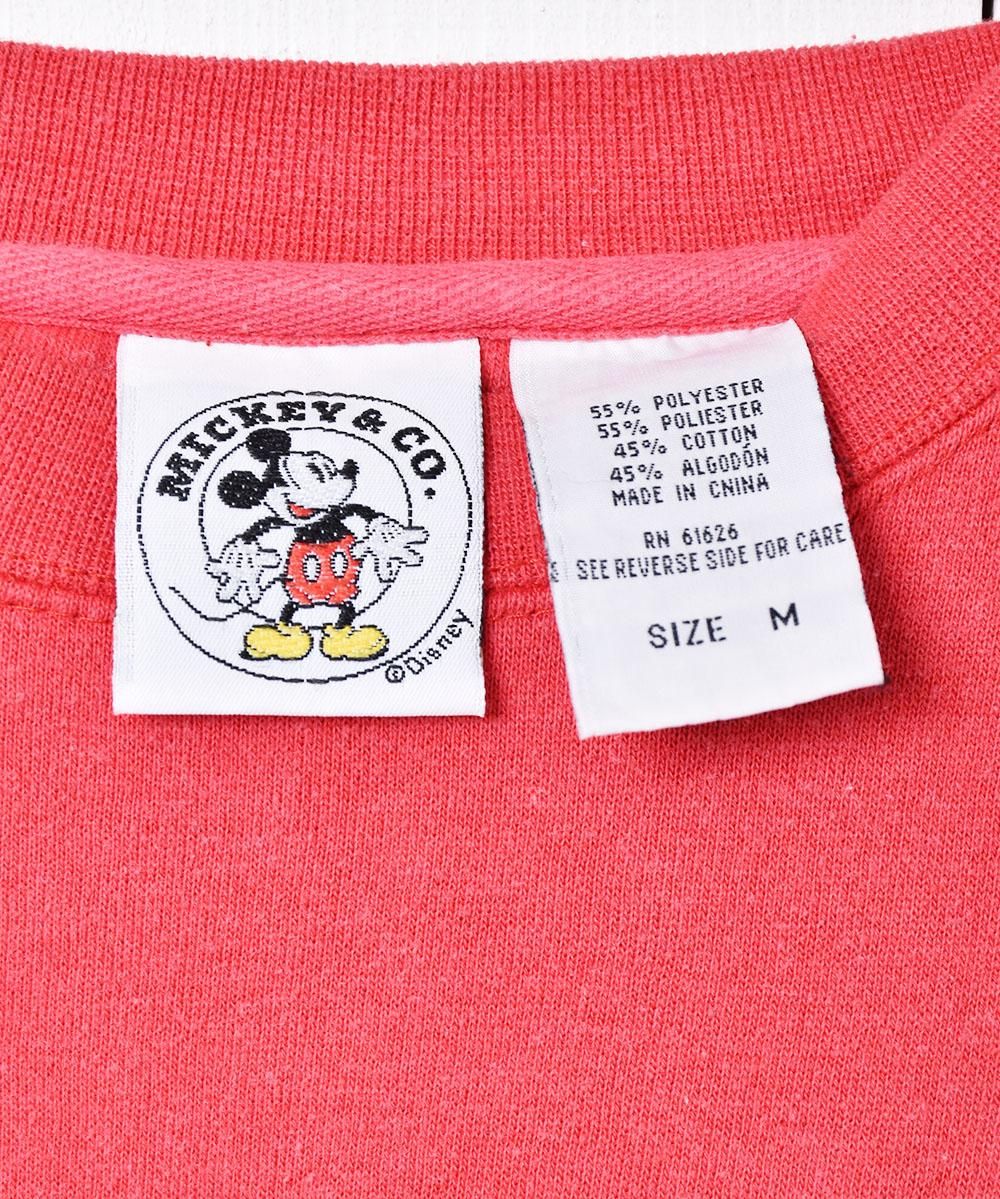 MICKEY & CO.
©Disney
55% POLYESTER
55% POLIESTER
45% COTTON
45% ALGODÓN
MADE IN CHINA
RN 61626
SEE REVERSE SIDE FOR CARE
SIZE M